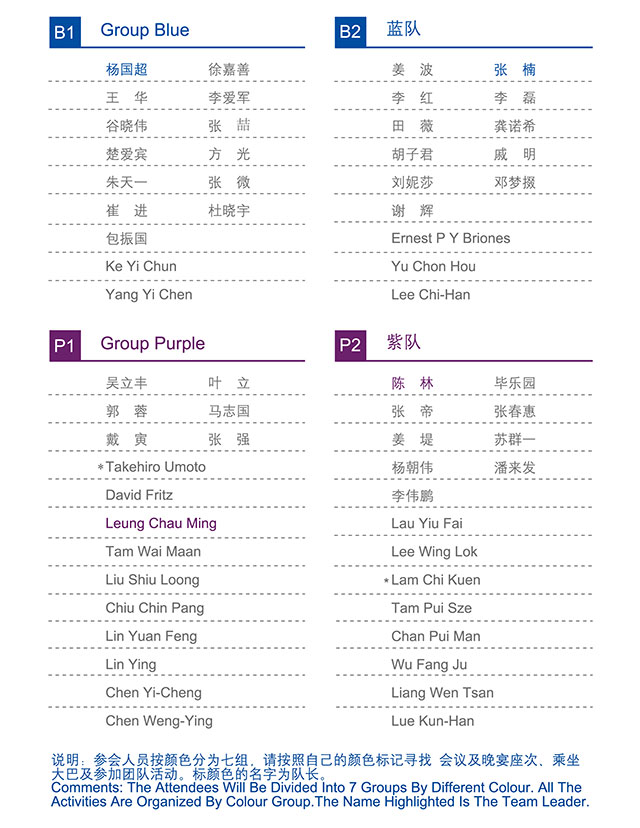 B1 Group Blue
杨国超 徐嘉善
王 华 李爱军
谷晓伟 张 喆
楚爱宾 方 光
朱天一 张 微
崔 进 杜晓宇
包振国
Ke Yi Chun
Yang Yi Chen
B2 蓝队
姜 波 张 楠
李 红 李 磊
田 薇 龚诺希
胡子君 戚 明
刘妮莎 邓梦掇
谢 辉
Ernest P Y Briones
Yu Chon Hou
Lee Chi-Han
P1 Group Purple
吴立丰 叶 立
郭 蓉 马志国
戴 寅 张 强
*Takehiro Umoto
David Fritz
Leung Chau Ming
Tam Wai Maan
Liu Shiu Loong
Chiu Chin Pang
Lin Yuan Feng
Lin Ying
Chen Yi-Cheng
Chen Weng-Ying
P2 紫队
陈 林 毕乐园
张 帝 张春惠
姜 堤 苏群一
杨朝伟 潘来发
李伟鹏
Lau Yiu Fai
Lee Wing Lok
*Lam Chi Kuen
Tam Pui Sze
Chan Pui Man
Wu Fang Ju
Liang Wen Tsan
Lue Kun-Han
说明：参会人员按颜色分为七组，请按照自己的颜色标记寻找 会议及晚宴座次、乘坐
大巴及参加团队活动。标颜色的名字为队长。
Comments: The Attendees Will Be Divided Into 7 Groups By Different Colour. All The
Activities Are Organized By Colour Group.The Name Highlighted Is The Team Leader.